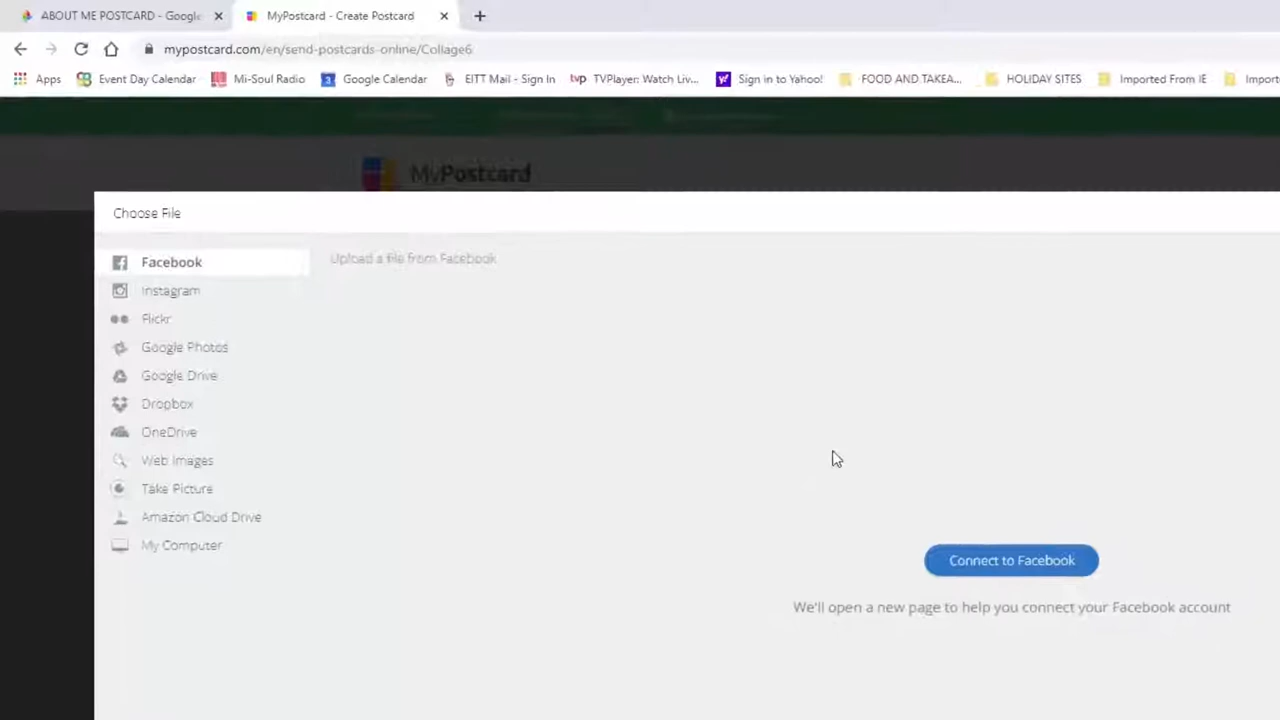 ABOUT ME POSTCARD - Google
MyPostcard - Create Postcard
mypostcard.com/en/send-postcards-online/Collage6
Apps Event Day Calendar Mi-Soul Radio Google Calendar EITT Mail - Sign In tvp TVPlayer: Watch Liv... Sign in to Yahoo! FOOD AND TAKEA... HOLIDAY SITES Imported From IE Import
MyPostcard
Choose File
Facebook
Upload a file from Facebook
Instagram
Flickr
Google Photos
Google Drive
Dropbox
OneDrive
Web Images
Take Picture
Amazon Cloud Drive
My Computer
Connect to Facebook
We'll open a new page to help you connect your Facebook account